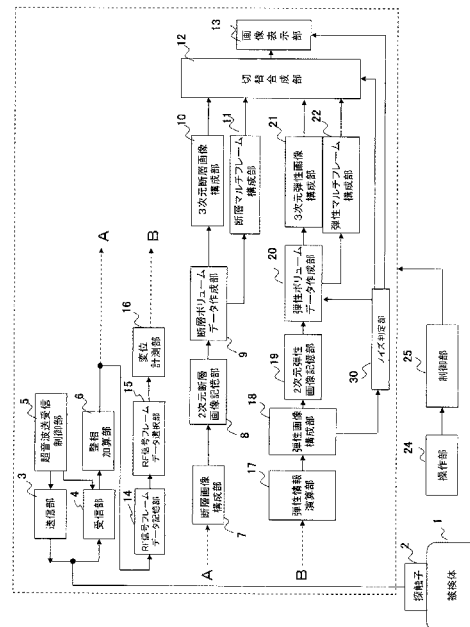 1
被検体
2
探触子
3
送信部
4
受信部
5
超音波送受信
制御部
6
整相
加算部
A
B
14
RF信号フレーム
データ記憶部
15
RF信号フレーム
データ選択部
16
変位
計測部
A
7
断層画像
構成部
8
2次元断層
画像記憶部
9
断層ボリューム
データ作成部
10
3次元断層画像
構成部
11
断層マルチフレーム
構成部
12
切替合成部
13
画像表示部
B
17
弾性情報
演算部
18
弾性画像
構成部
19
2次元弾性
画像記憶部
20
弾性ボリューム
データ作成部
21
3次元弾性画像
構成部
22
弾性マルチフレーム
構成部
30
ノイズ判定部
24
操作部
25
制御部